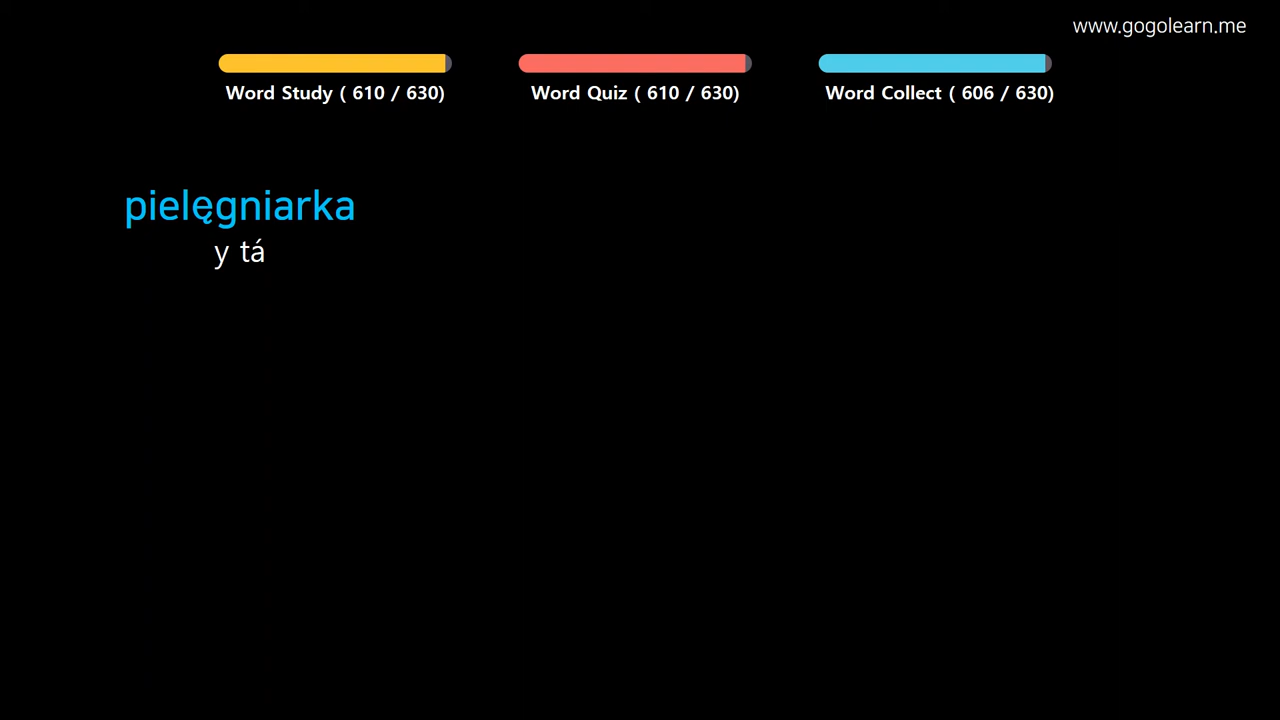 www.gogolearn.me
Word Study ( 610 / 630)
Word Quiz ( 610 / 630)
Word Collect ( 606 / 630)
pielęgniarka
y tá